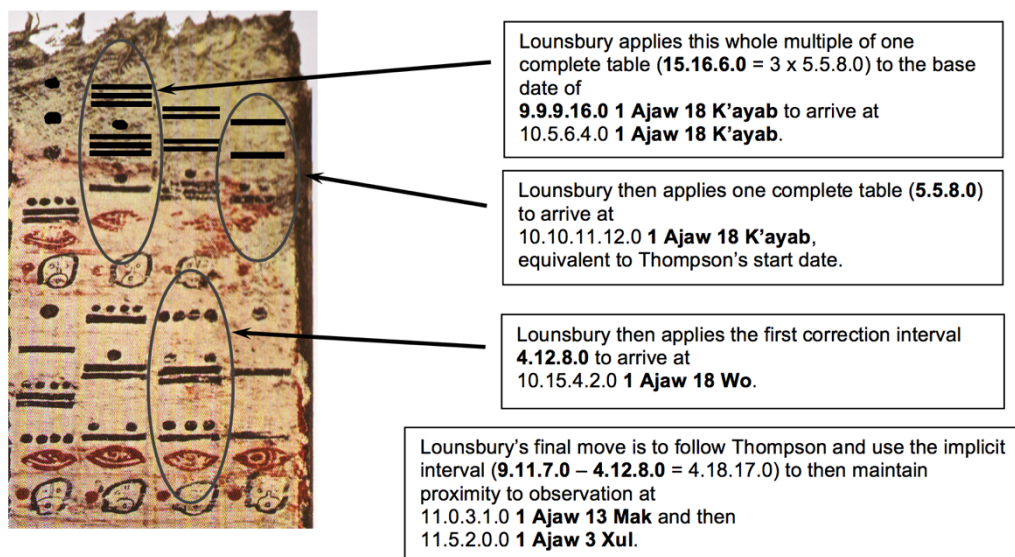 Lounsbury applies this whole multiple of one
complete table (15.16.6.0 = 3 x 5.5.8.0) to the base
date of
9.9.9.16.0 1 Ajaw 18 K’ayab to arrive at
10.5.6.4.0 1 Ajaw 18 K’ayab.
Lounsbury then applies one complete table (5.5.8.0)
to arrive at
10.10.11.12.0 1 Ajaw 18 K’ayab,
equivalent to Thompson’s start date.
Lounsbury then applies the first correction interval
4.12.8.0 to arrive at
10.15.4.2.0 1 Ajaw 18 Wo.
Lounsbury’s final move is to follow Thompson and use the implicit
interval (9.11.7.0 – 4.12.8.0 = 4.18.17.0) to then maintain
proximity to observation at
11.0.3.1.0 1 Ajaw 13 Mak and then
11.5.2.0.0 1 Ajaw 3 Xul.